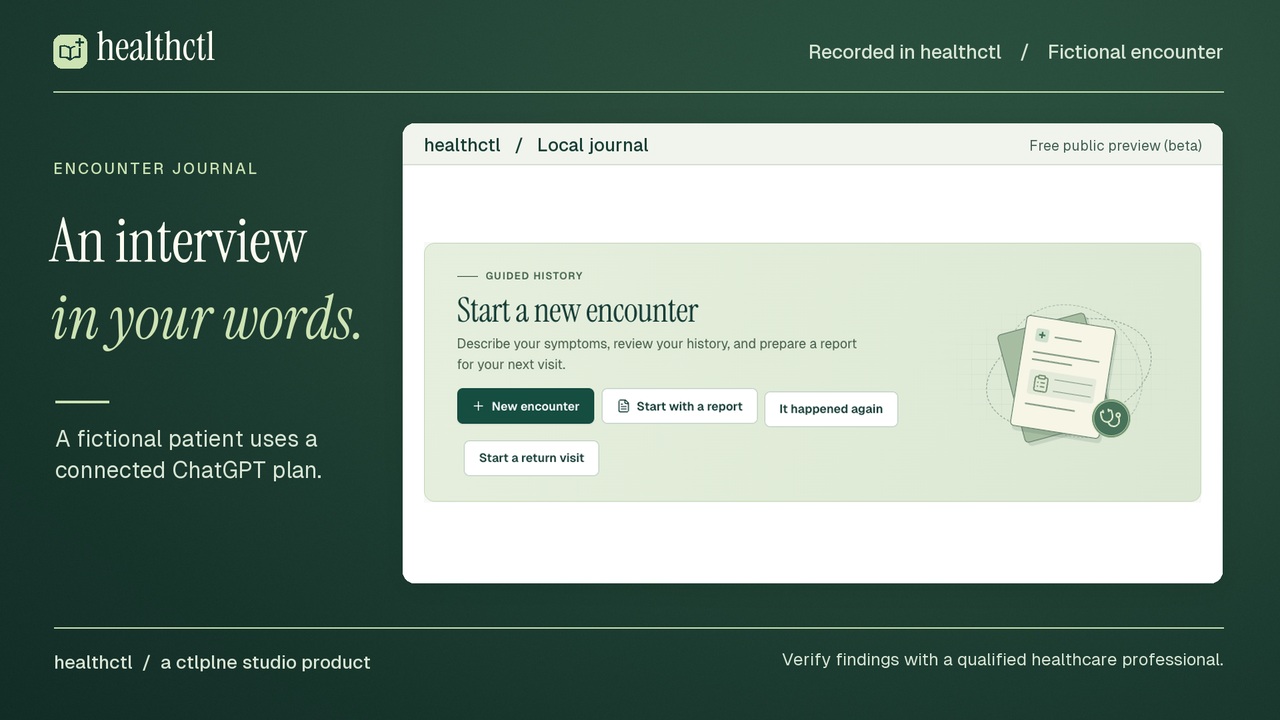 healthctl
Recorded in healthctl / Fictional encounter
ENCOUNTER JOURNAL
An interview
in your words.
A fictional patient uses a
connected ChatGPT plan.
healthctl / Local journal
Free public preview (beta)
GUIDED HISTORY
Start a new encounter
Describe your symptoms, review your history, and prepare a report
for your next visit.
+ New encounter
Start with a report
It happened again
Start a return visit
healthctl / a ctlplne studio product
Verify findings with a qualified healthcare professional.